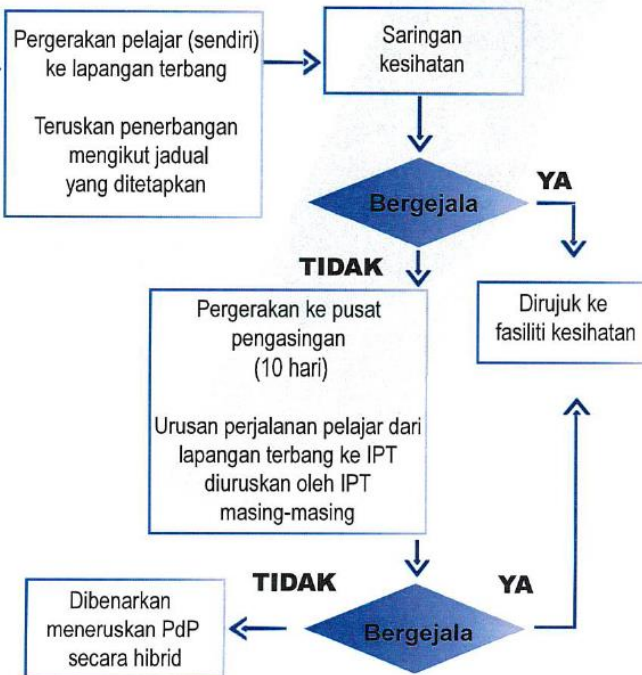 Pergerakan pelajar (sendiri)
ke lapangan terbang
Teruskan penerbangan
mengikut jadual
yang ditetapkan
Saringan
kesihatan
Bergejala
YA
TIDAK
Dirujuk ke
fasiliti kesihatan
Pergerakan ke pusat
pengasingan
(10 hari)
Urusan perjalanan pelajar dari
lapangan terbang ke IPT
diuruskan oleh IPT
masing-masing
Bergejala
YA
TIDAK
Dibenarkan
meneruskan PdP
secara hibrid